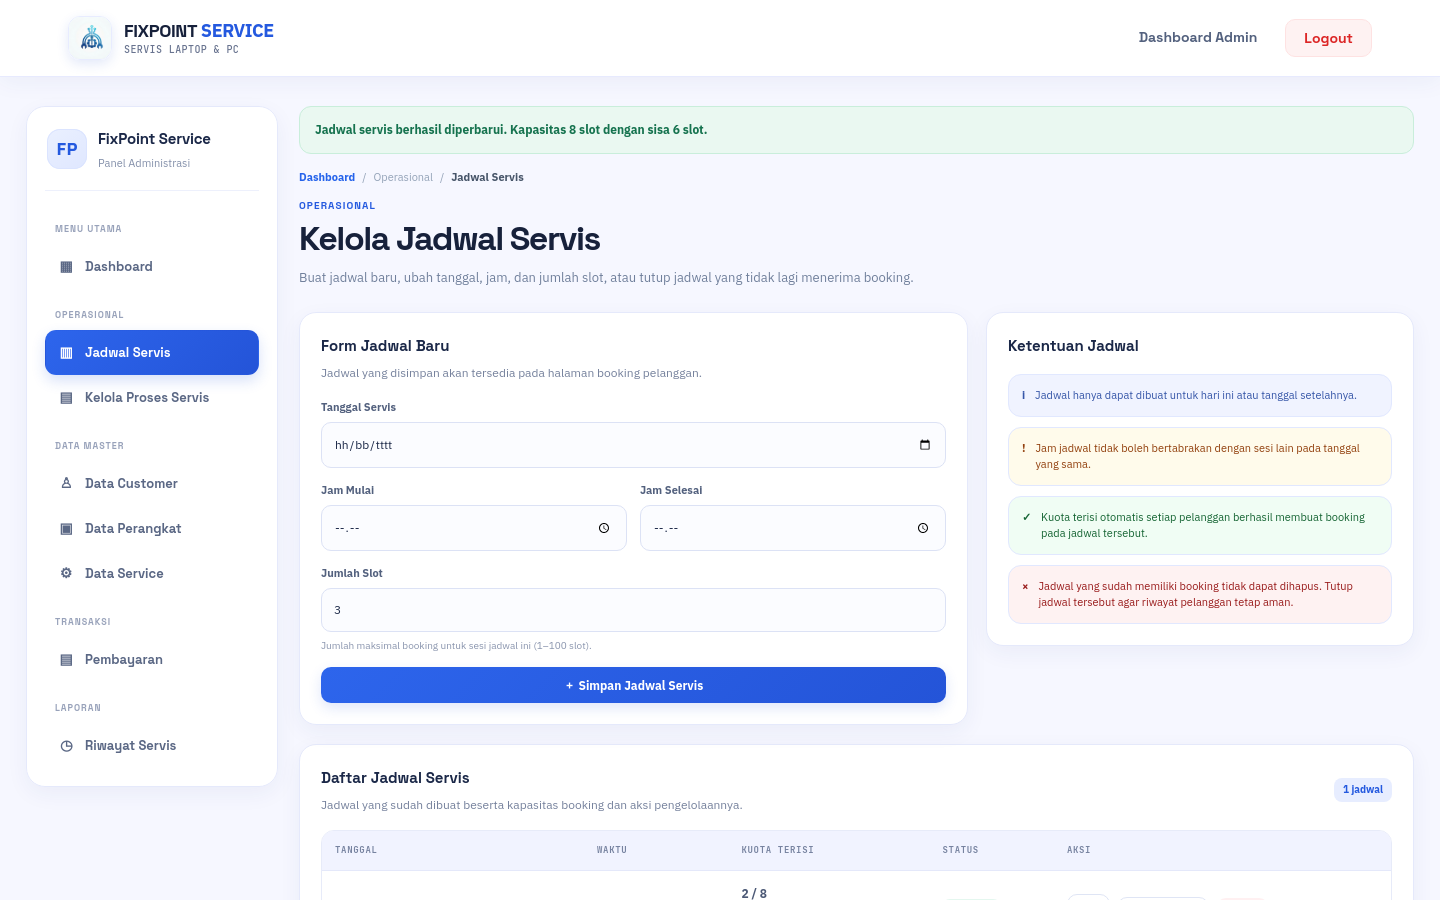 FIXPOINT SERVICE
SERVIS LAPTOP & PC
Dashboard Admin
Logout
FP
FixPoint Service
Panel Administrasi
MENU UTAMA
Dashboard
OPERASIONAL
Jadwal Servis
Kelola Proses Servis
DATA MASTER
Data Customer
Data Perangkat
Data Service
TRANSAKSI
Pembayaran
LAPORAN
Riwayat Servis
Jadwal servis berhasil diperbarui. Kapasitas 8 slot dengan sisa 6 slot.
Dashboard / Operasional / Jadwal Servis
OPERASIONAL
Kelola Jadwal Servis
Buat jadwal baru, ubah tanggal, jam, dan jumlah slot, atau tutup jadwal yang tidak lagi menerima booking.
Form Jadwal Baru
Jadwal yang disimpan akan tersedia pada halaman booking pelanggan.
Tanggal Servis
hh/bb/tttt
Jam Mulai
Jam Selesai
--.--
--.--
Jumlah Slot
3
Jumlah maksimal booking untuk sesi jadwal ini (1–100 slot).
+ Simpan Jadwal Servis
Ketentuan Jadwal
i Jadwal hanya dapat dibuat untuk hari ini atau tanggal setelahnya.
! Jam jadwal tidak boleh bertabrakan dengan sesi lain pada tanggal
yang sama.
✓ Kuota terisi otomatis setiap pelanggan berhasil membuat booking
pada jadwal tersebut.
× Jadwal yang sudah memiliki booking tidak dapat dihapus. Tutup
jadwal tersebut agar riwayat pelanggan tetap aman.
Daftar Jadwal Servis
Jadwal yang sudah dibuat beserta kapasitas booking dan aksi pengelolaannya.
1 jadwal
TANGGAL
WAKTU
KUOTA TERISI
STATUS
AKSI
2 / 8